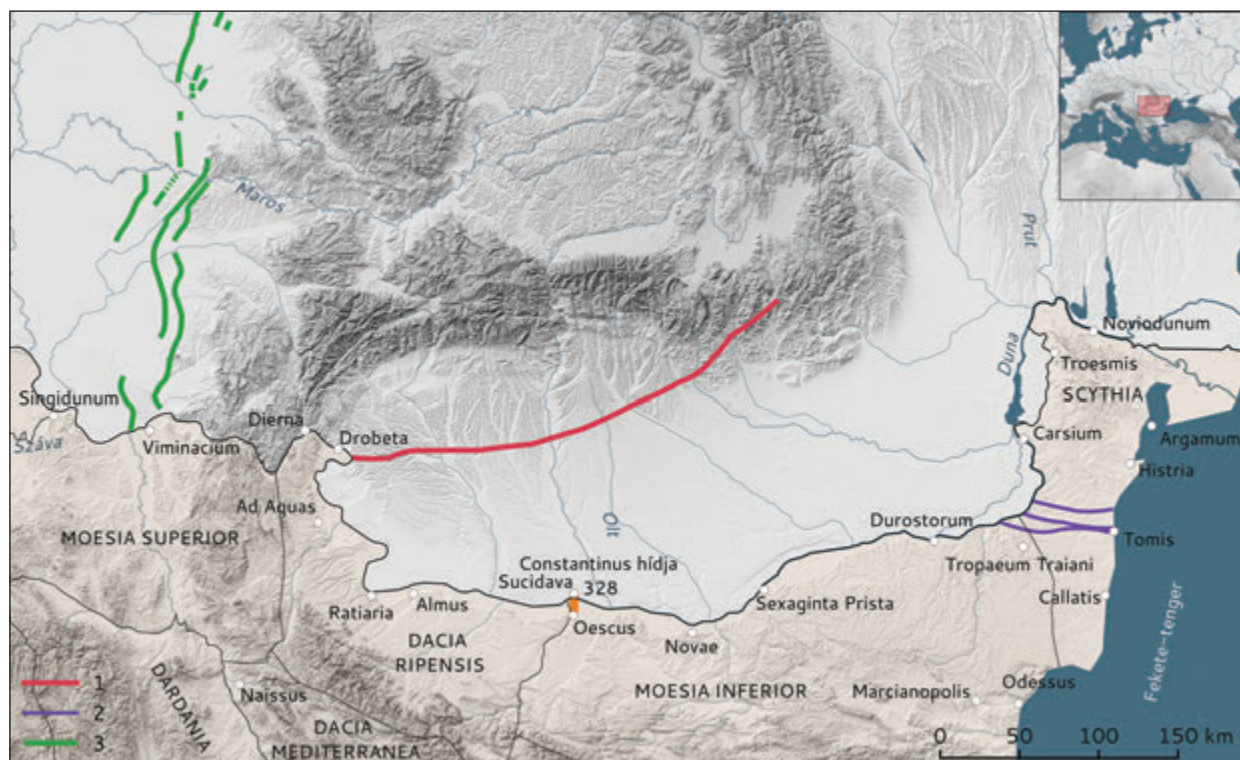 Maros
Prut
Noviodunum
Duna
Troesmis
SCYTHIA
Singidunum
Száva
Viminacium
Dierna
Drobeta
Carsium
Argamum
Histria
Ad Aquas
MOESIA SUPERIOR
Olt
Durostorum
Tomis
Tropaeum Traiani
Constantinus hídja
Sucidava 328
Ratiaria
Almus
Oescus
Sexaginta Prista
Callatis
DACIA
RIPENSIS
Novae
Fekete-tenger
1
DARDANIA
Naissus
MOESIA INFERIOR
Marcianopolis
Odessus
2
DACIA
MEDITERRANEA
3
0 50 100 150 km